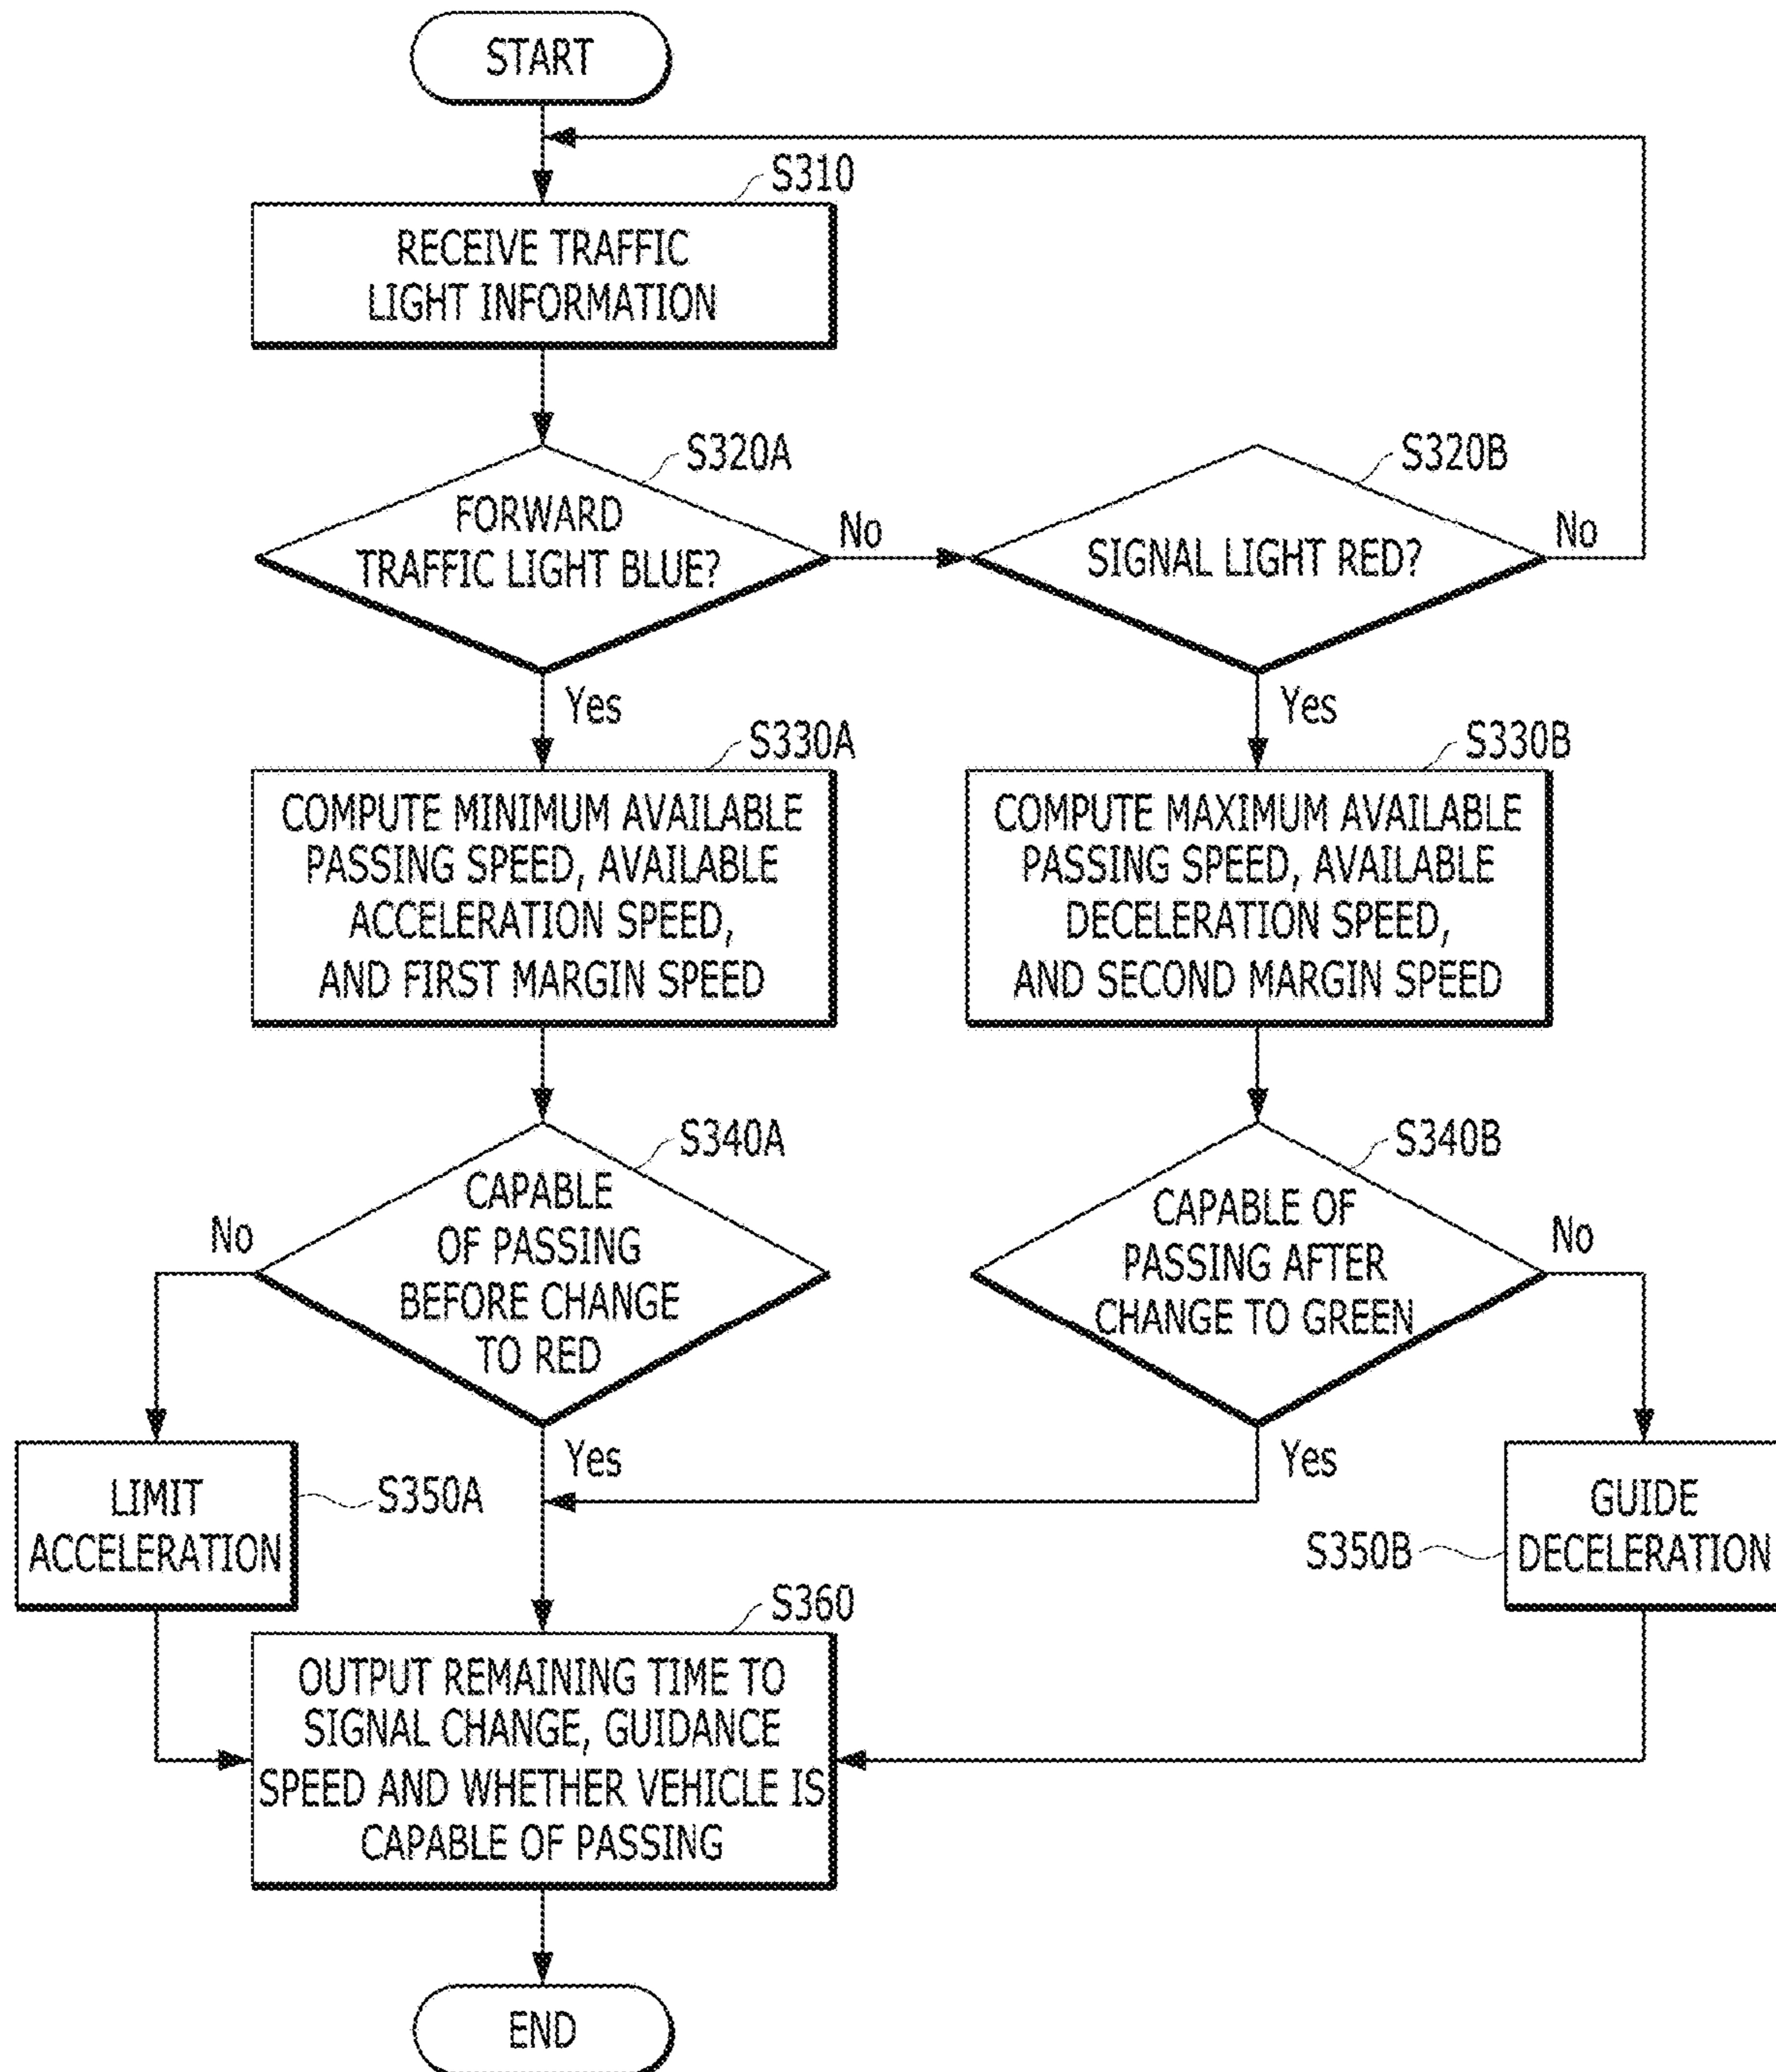 START
S310
RECEIVE TRAFFIC
LIGHT INFORMATION
S320A
FORWARD
TRAFFIC LIGHT BLUE?
No
S320B
SIGNAL LIGHT RED?
No
Yes
Yes
S330A
COMPUTE MINIMUM AVAILABLE
PASSING SPEED, AVAILABLE
ACCELERATION SPEED,
AND FIRST MARGIN SPEED
S330B
COMPUTE MAXIMUM AVAILABLE
PASSING SPEED, AVAILABLE
DECELERATION SPEED,
AND SECOND MARGIN SPEED
S340A
CAPABLE
OF PASSING
BEFORE CHANGE
TO RED
No
Yes
S340B
CAPABLE OF
PASSING AFTER
CHANGE TO GREEN
No
Yes
LIMIT
ACCELERATION
S350A
S350B
GUIDE
DECELERATION
S360
OUTPUT REMAINING TIME TO
SIGNAL CHANGE, GUIDANCE
SPEED AND WHETHER VEHICLE IS
CAPABLE OF PASSING
END